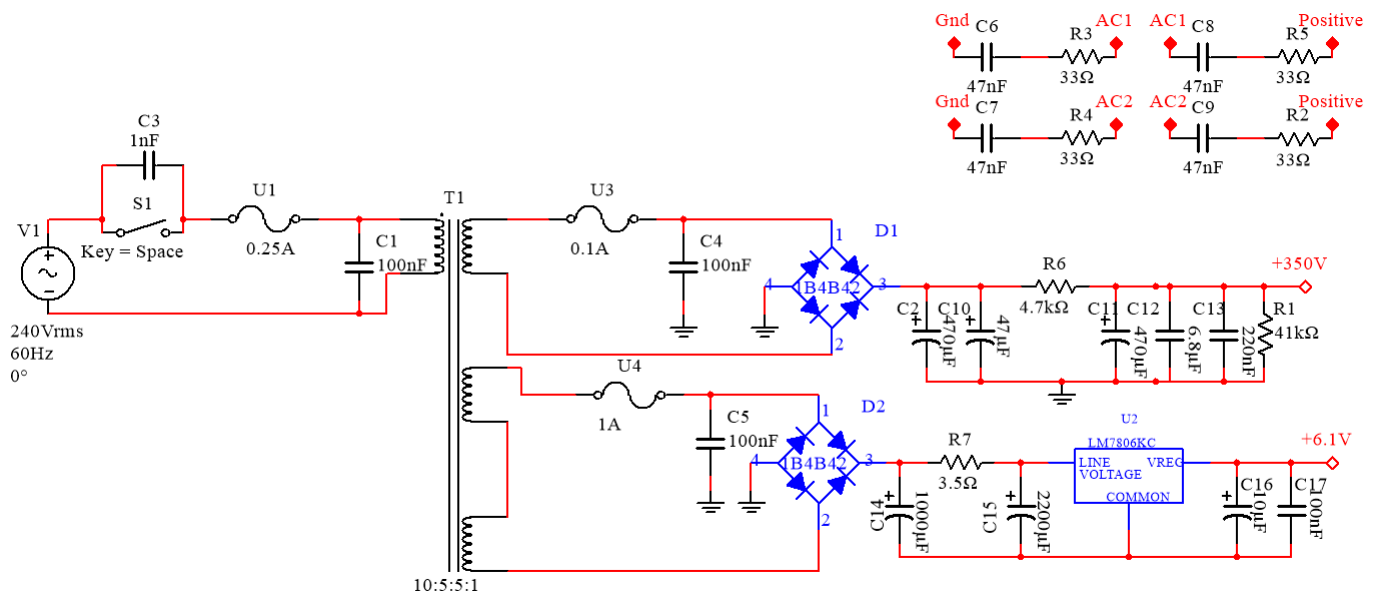 Gnd
C6
47nF
R3
33Ω
AC1
AC1
C8
47nF
R5
33Ω
Positive
Gnd
C7
47nF
R4
33Ω
AC2
AC2
C9
47nF
R2
33Ω
Positive
C3
1nF
S1
Key = Space
V1
240Vrms
60Hz
0°
U1
0.25A
C1
100nF
T1
10:5:5:1
U3
0.1A
C4
100nF
D1
1
4
1B4B42
3
2
C2
470µF
C10
47µF
R6
4.7kΩ
C11
470µF
C12
6.8µF
C13
220nF
R1
41kΩ
+350V
U4
1A
C5
100nF
D2
1
4
1B4B42
3
2
C14
1000µF
R7
3.5Ω
C15
2200µF
U2
LM7806KC
LINE VREG
VOLTAGE
COMMON
C16
10µF
C17
100nF
+6.1V